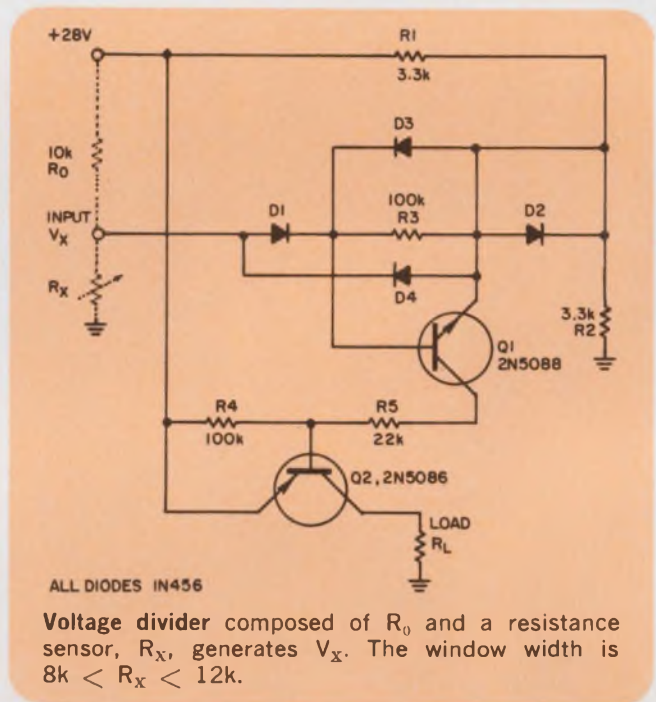 +28V
R1
3.3k
D3
10k
R0
100k
R3
D1
D2
INPUT
VX
D4
RX
3.3k
R2
Q1
2N5088
R4
100k
R5
22k
Q2, 2N5086
LOAD
RL
ALL DIODES IN456
Voltage divider composed of R0 and a resistance
sensor, RX, generates VX. The window width is
8k < RX < 12k.